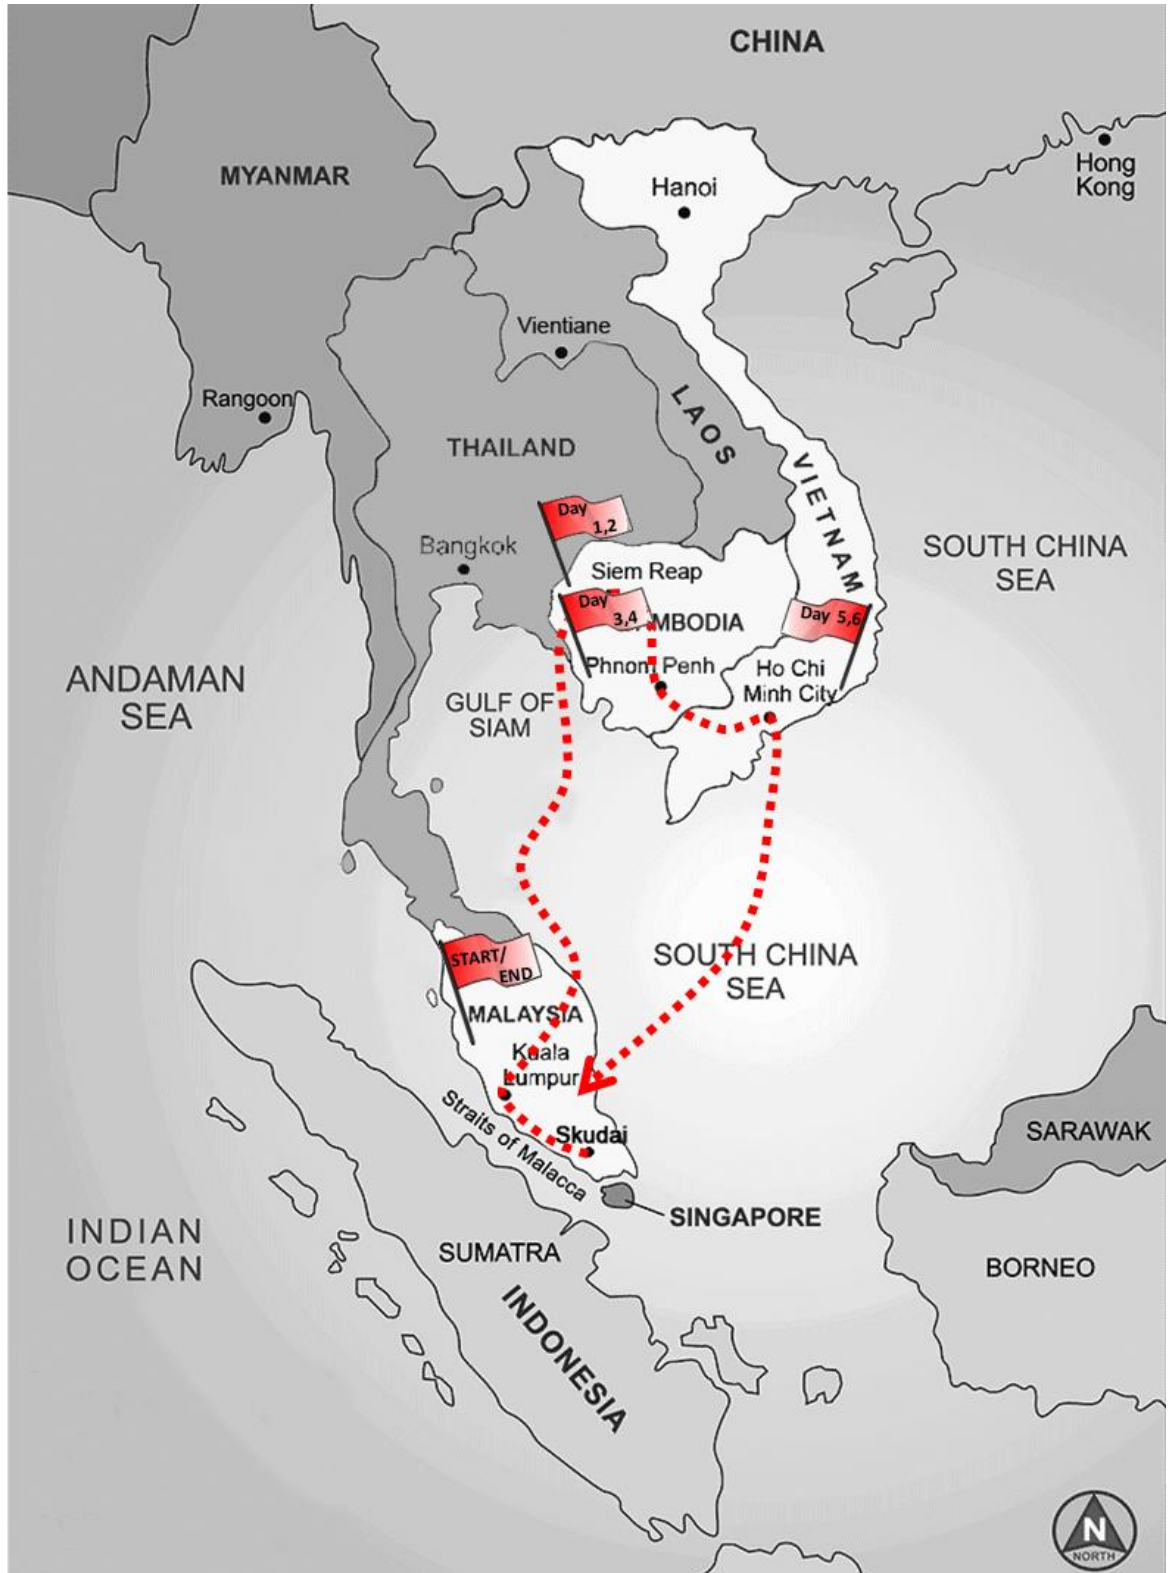 CHINA
Hong
Kong
MYANMAR
Hanoi
Vientiane
Rangoon
LAOS
THAILAND
VIETNAM
Day
1,2
Bangkok
SOUTH CHINA
SEA
Siem Reap
Day
3,4
MBODIA
Day 5,6
Phnom Penh
Ho Chi
Minh City
ANDAMAN
SEA
GULF OF
SIAM
START/
END
SOUTH CHINA
SEA
MALAYSIA
Kuala
Lumpur
Straits of Malacca
Skudai
SARAWAK
SINGAPORE
INDIAN
OCEAN
SUMATRA
BORNEO
INDONESIA
N
NORTH